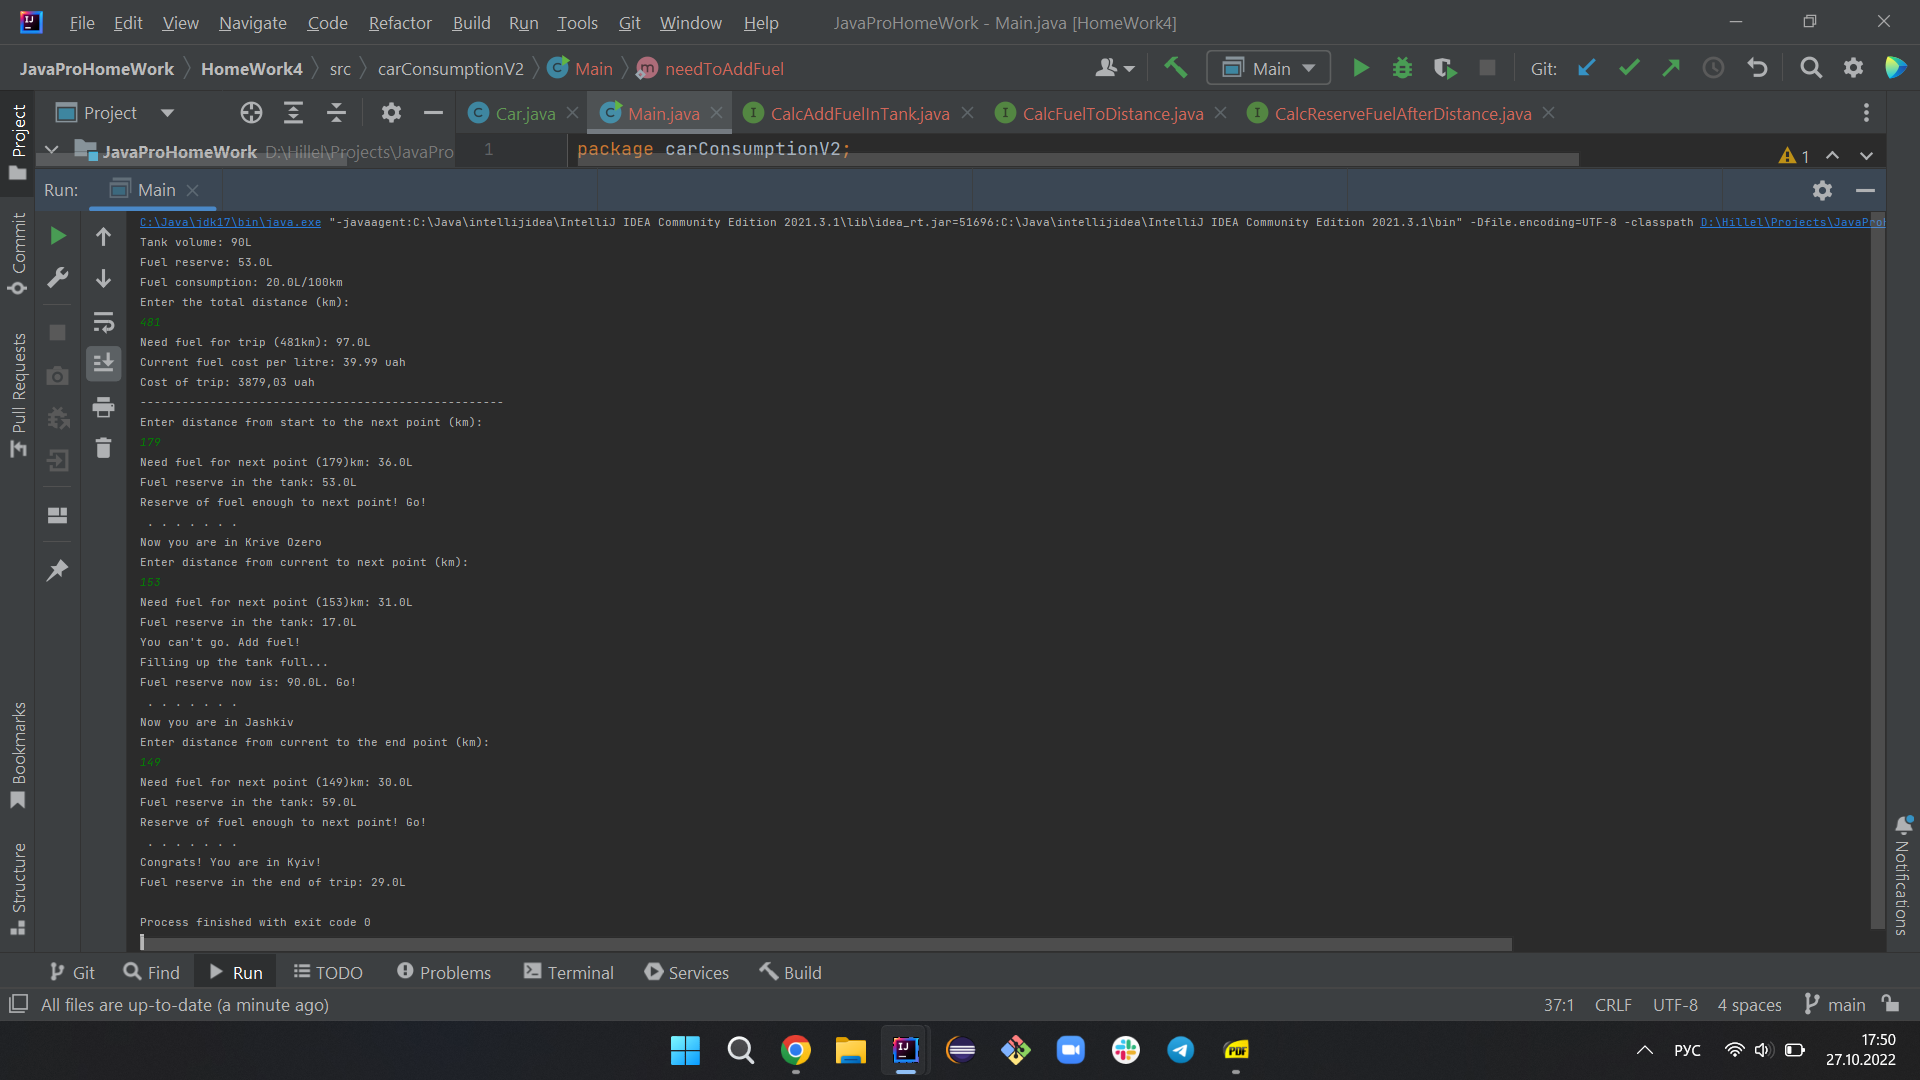 File Edit View Navigate Code Refactor Build Run Tools Git Window Help JavaProHomeWork - Main.java [HomeWork4]
JavaProHomeWork HomeWork4 src carConsumptionV2 Main needToAddFuel Main Git:
Project Car.java Main.java CalcAddFuelInTank.java CalcFuelToDistance.java CalcReserveFuelAfterDistance.java
JavaProHomeWork D:\Hillel\Projects\JavaPro 1 package carConsumptionV2; 1
Run: Main
C:\Java\jdk17\bin\java.exe "-javaagent:C:\Java\intellijidea\IntelliJ IDEA Community Edition 2021.3.1\lib\idea_rt.jar=51696:C:\Java\intellijidea\IntelliJ IDEA Community Edition 2021.3.1\bin" -Dfile.encoding=UTF-8 -classpath D:\Hillel\Projects\JavaProH
Tank volume: 90L
Fuel reserve: 53.0L
Fuel consumption: 20.0L/100km
Enter the total distance (km):
481
Need fuel for trip (481km): 97.0L
Current fuel cost per litre: 39.99 uah
Cost of trip: 3879,03 uah
----------------------------------------------------
Enter distance from start to the next point (km):
179
Need fuel for next point (179)km: 36.0L
Fuel reserve in the tank: 53.0L
Reserve of fuel enough to next point! Go!
. . . . . . .
Now you are in Krive Ozero
Enter distance from current to next point (km):
153
Need fuel for next point (153)km: 31.0L
Fuel reserve in the tank: 17.0L
You can't go. Add fuel!
Filling up the tank full...
Fuel reserve now is: 90.0L. Go!
. . . . . . .
Now you are in Jashkiv
Enter distance from current to the end point (km):
149
Need fuel for next point (149)km: 30.0L
Fuel reserve in the tank: 59.0L
Reserve of fuel enough to next point! Go!
. . . . . . .
Congrats! You are in Kyiv!
Fuel reserve in the end of trip: 29.0L
Process finished with exit code 0
Project
Commit
Pull Requests
Bookmarks
Structure
Notifications
Git Find Run TODO Problems Terminal Services Build
All files are up-to-date (a minute ago) 37:1 CRLF UTF-8 4 spaces main
РУС 17:50
27.10.2022